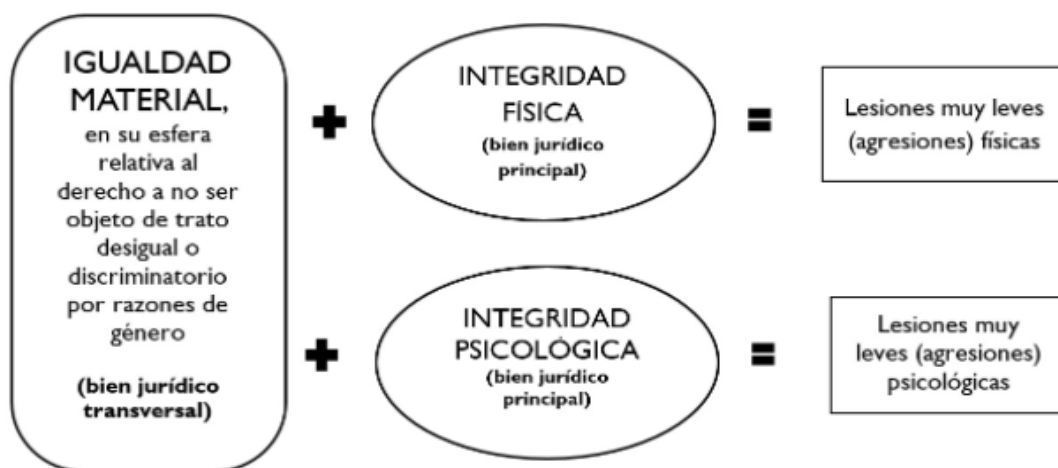 IGUALDAD
MATERIAL,
en su esfera
relativa al
derecho a no ser
objeto de trato
desigual o
discriminatorio
por razones de
género
(bien jurídico
transversal)
+
INTEGRIDAD
FÍSICA
(bien jurídico
principal)
=
Lesiones muy leves
(agresiones) físicas
+
INTEGRIDAD
PSICOLÓGICA
(bien jurídico
principal)
=
Lesiones muy
leves (agresiones)
psicológicas